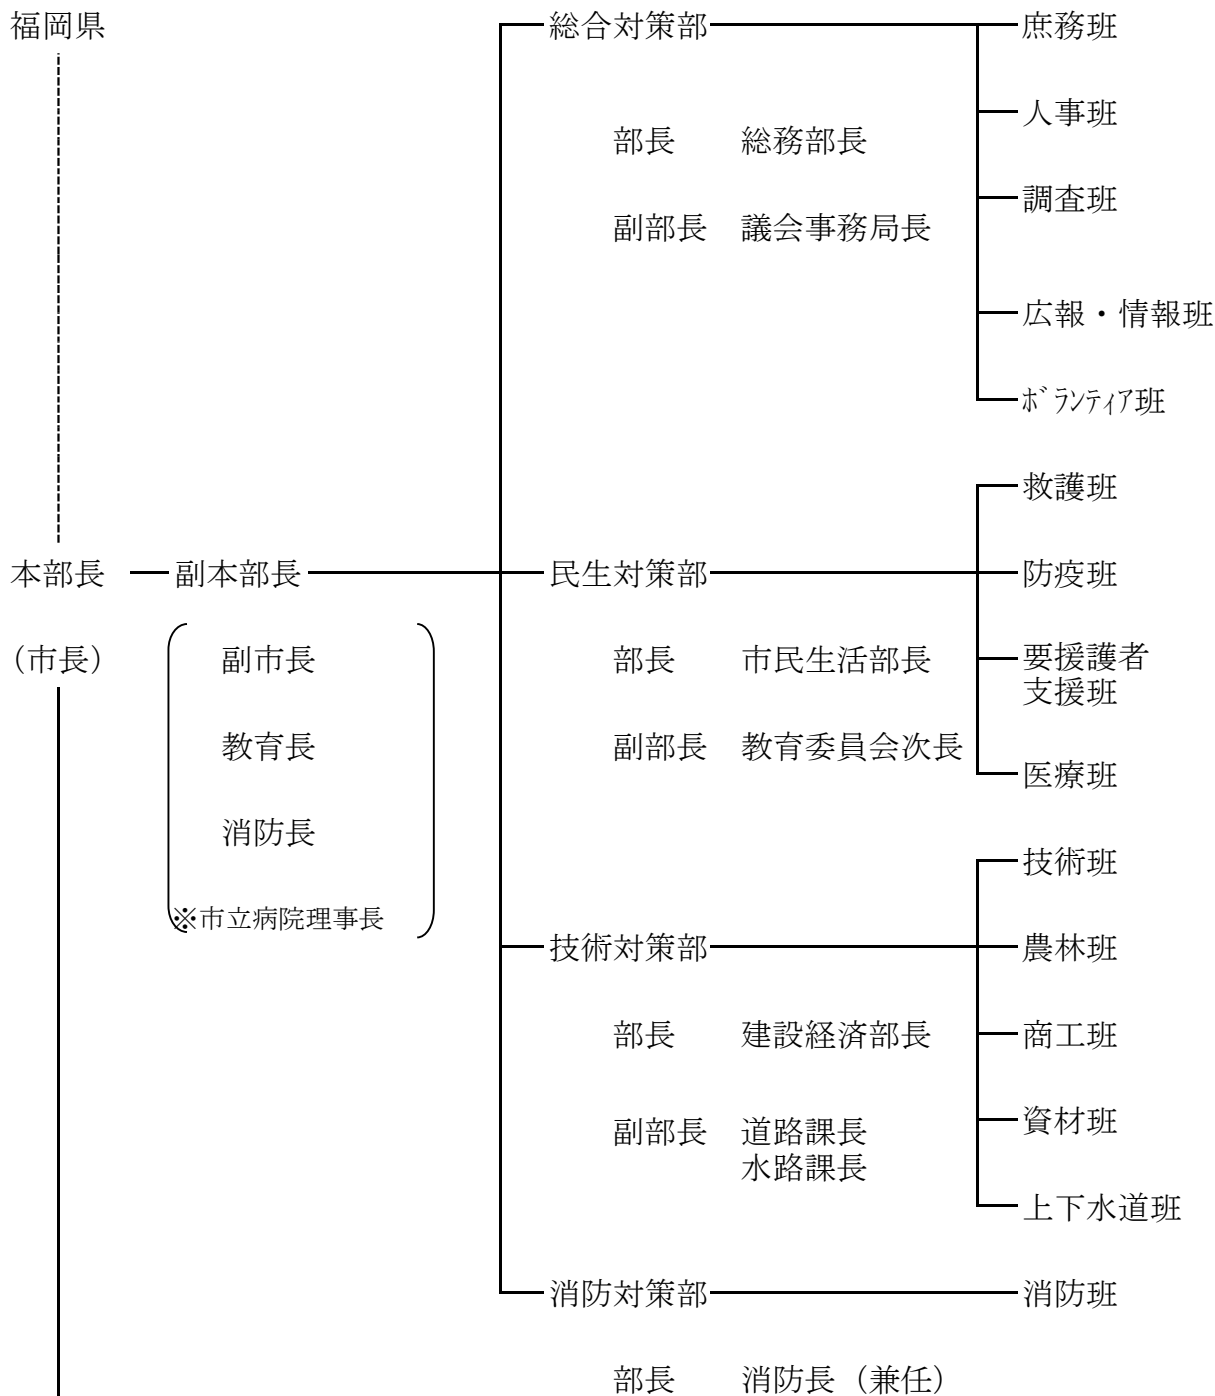 福岡県
総合対策部
庶務班
人事班
部長　総務部長
調査班
副部長　議会事務局長
広報・情報班
ﾎﾞﾗﾝﾃｨｱ班
救護班
本部長
副本部長
民生対策部
防疫班
（市長）
副市長
部長　市民生活部長
要援護者
支援班
教育長
副部長　教育委員会次長
医療班
消防長
技術班
※市立病院理事長
技術対策部
農林班
部長　建設経済部長
商工班
副部長　道路課長
水路課長
資材班
上下水道班
消防対策部
消防班
部長　消防長（兼任）